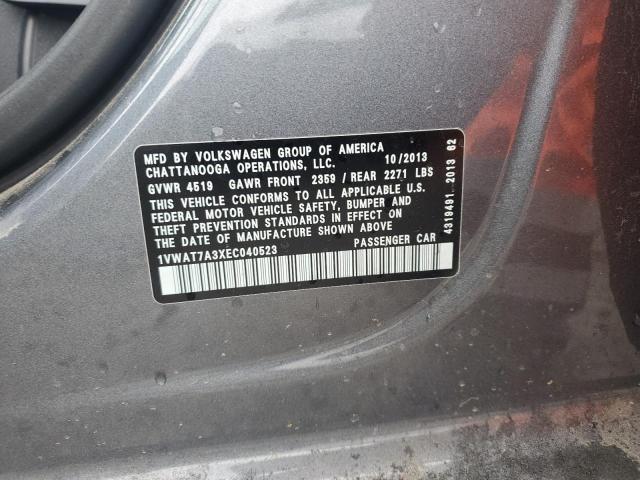 MFD BY VOLKSWAGEN GROUP OF AMERICA
CHATTANOOGA OPERATIONS, LLC. 10/2013
GVWR 4519 GAWR FRONT 2359 / REAR 2271 LBS
THIS VEHICLE CONFORMS TO ALL APPLICABLE U.S.
FEDERAL MOTOR VEHICLE SAFETY, BUMPER AND
THEFT PREVENTION STANDARDS IN EFFECT ON
THE DATE OF MANUFACTURE SHOWN ABOVE
1VWAT7A3XEC040523 PASSENGER CAR
4319491 2013 62